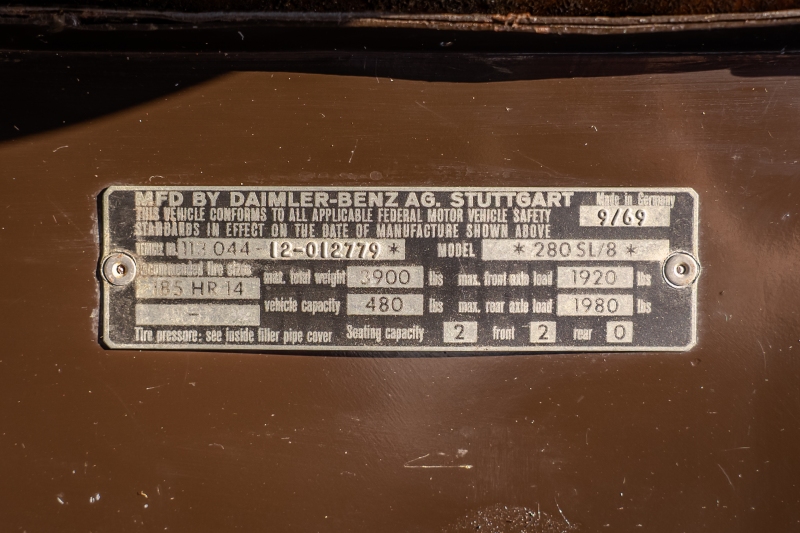 MFD BY DAIMLER-BENZ AG. STUTTGART Made in Germany
THIS VEHICLE CONFORMS TO ALL APPLICABLE FEDERAL MOTOR VEHICLE SAFETY 9/69
STANDARDS IN EFFECT ON THE DATE OF MANUFACTURE SHOWN ABOVE
113 044-12-012779 * MODEL * 280 SL/8 *
Recommended tire sizes max. total weight 3900 lbs max. front axle load 1920 lbs
185 HR 14
– vehicle capacity 480 lbs max. rear axle load 1980 lbs
Tire pressure: see inside filler pipe cover Seating capacity 2 front 2 rear 0